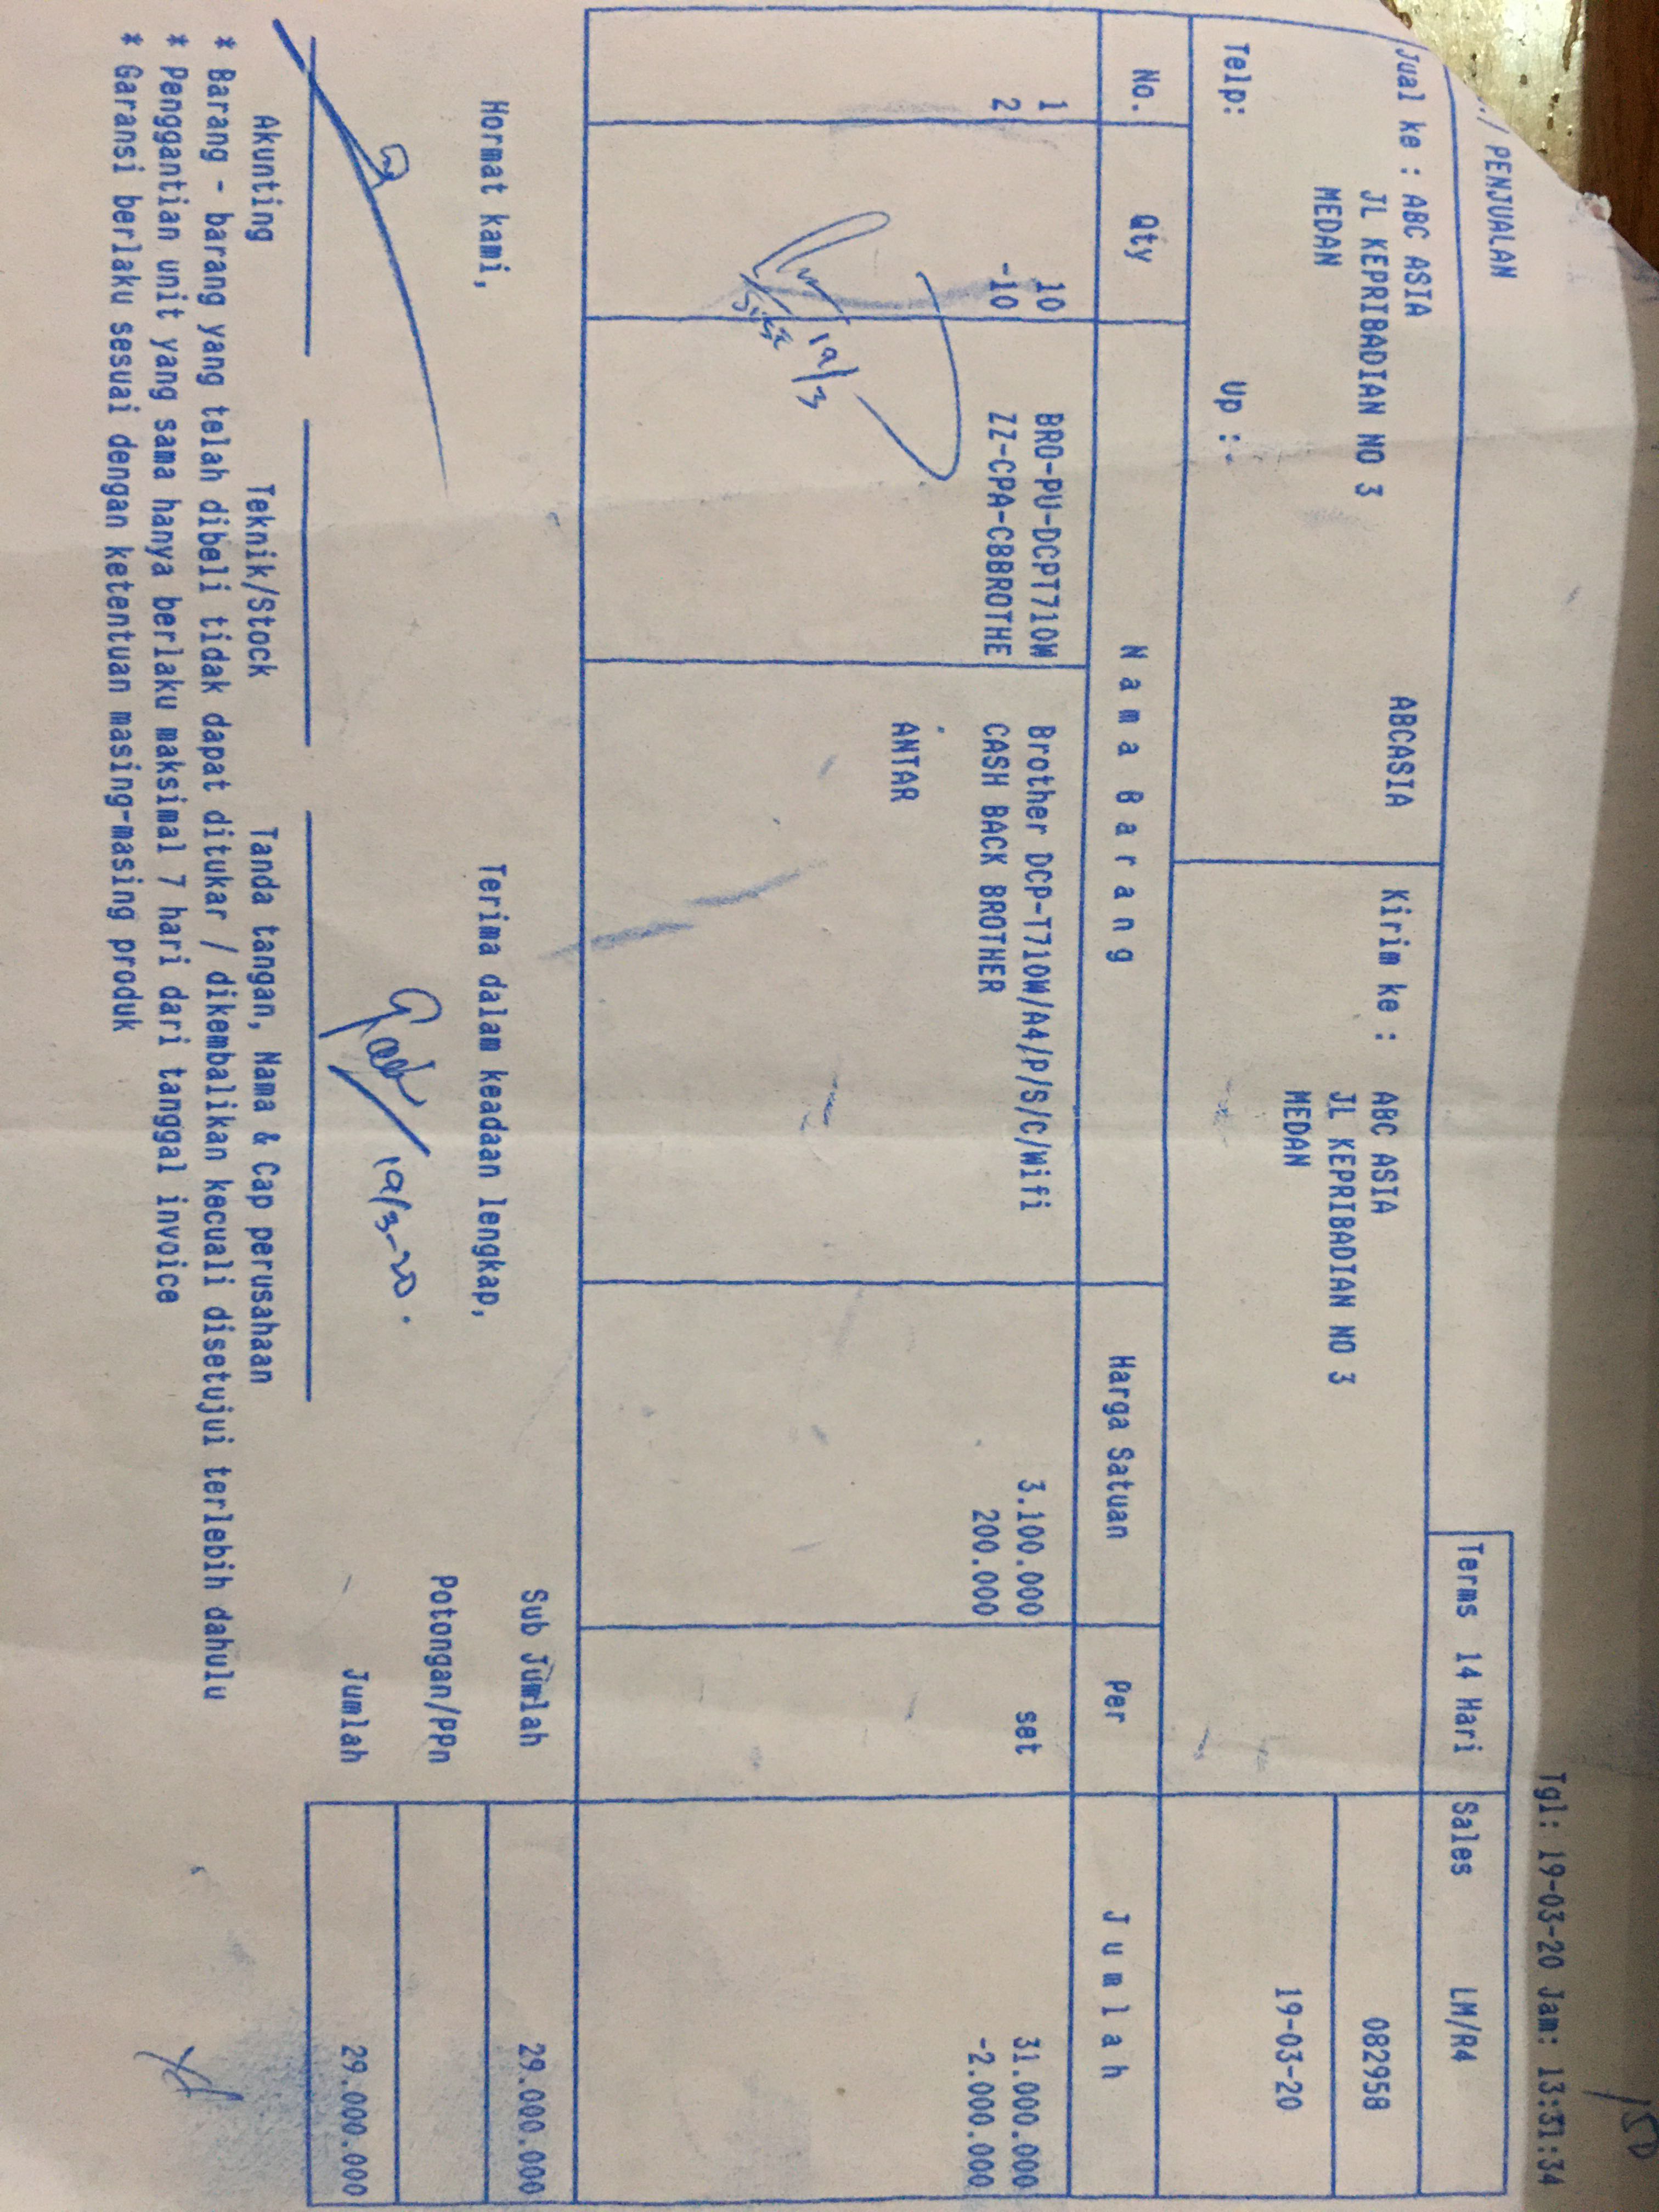 / PENJUALAN
Tgl: 19-03-20 Jam: 13:31:34
Terms 14 Hari Sales LM/R4
Jual ke : ABC ASIA ABCASIA
JL KEPRIBADIAN NO 3
MEDAN
Telp: Up :
Kirim ke : ABC ASIA
JL KEPRIBADIAN NO 3
MEDAN
082958
19-03-20
No. Qty Nama Barang Harga Satuan Per Jumlah
1 10 BRO-PU-DCPT710W Brother DCP-T710W/A4/P/S/C/Wifi 3.100.000 set 31.000.000
2 -10 ZZ-CPA-CBBROTHE CASH BACK BROTHER 200.000 -2.000.000
ANTAR
19/3
Hormat kami, Terima dalam keadaan lengkap,
Sub Jumlah 29.000.000
Potongan/PPn
Jumlah 29.000.000
19/3-20.
Akunting Teknik/Stock Tanda tangan, Nama & Cap perusahaan
* Barang - barang yang telah dibeli tidak dapat ditukar / dikembalikan kecuali disetujui terlebih dahulu
* Penggantian unit yang sama hanya berlaku maksimal 7 hari dari tanggal invoice
* Garansi berlaku sesuai dengan ketentuan masing-masing produk